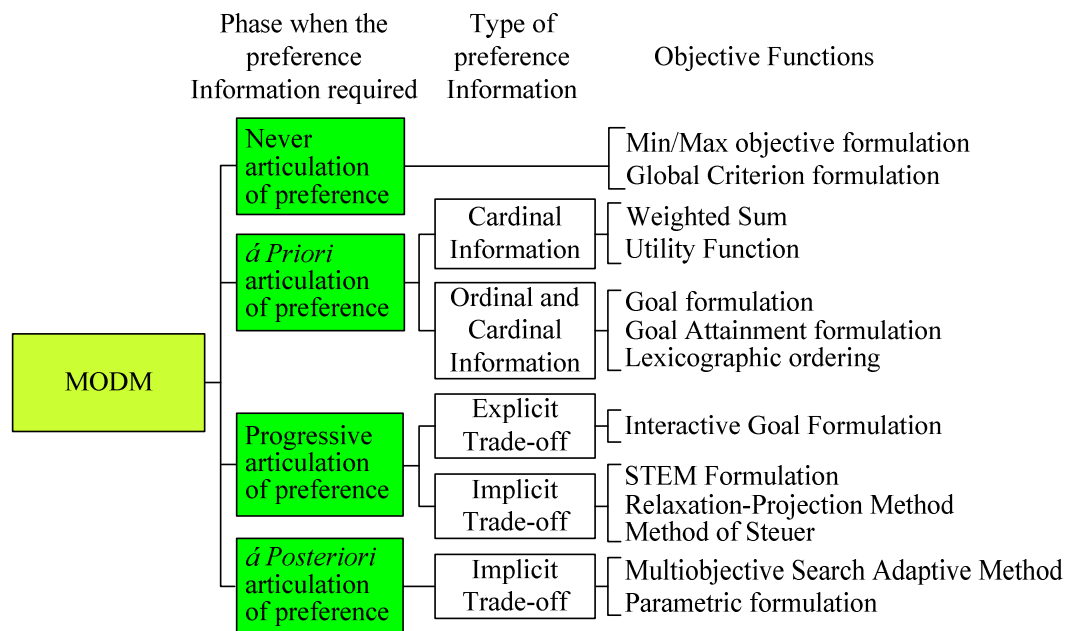 Phase when the
preference
Information required
Type of
preference
Information
Objective Functions
MODM
Never
articulation
of preference
Min/Max objective formulation
Global Criterion formulation
á Priori
articulation
of preference
Cardinal
Information
Weighted Sum
Utility Function
Ordinal and
Cardinal
Information
Goal formulation
Goal Attainment formulation
Lexicographic ordering
Progressive
articulation
of preference
Explicit
Trade-off
Interactive Goal Formulation
Implicit
Trade-off
STEM Formulation
Relaxation-Projection Method
Method of Steuer
á Posteriori
articulation
of preference
Implicit
Trade-off
Multiobjective Search Adaptive Method
Parametric formulation